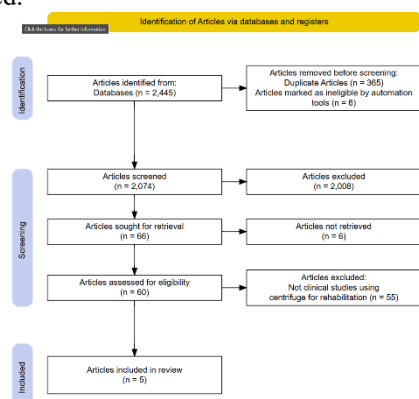 ed.
Identification of Articles via databases and registers
Click the boxes for further information
Identification
Articles identified from:
Databases (n = 2,445)
Articles removed before screening:
Duplicate Articles (n = 365)
Articles marked as ineligible by automation
tools (n = 6)
Screening
Articles screened
(n = 2,074)
Articles excluded
(n = 2,008)
Articles sought for retrieval
(n = 66)
Articles not retrieved
(n = 6)
Articles assessed for eligibility
(n = 60)
Articles excluded:
Not clinical studies using
centrifuge for rehabilitation (n = 55)
Included
Articles included in review
(n = 5)